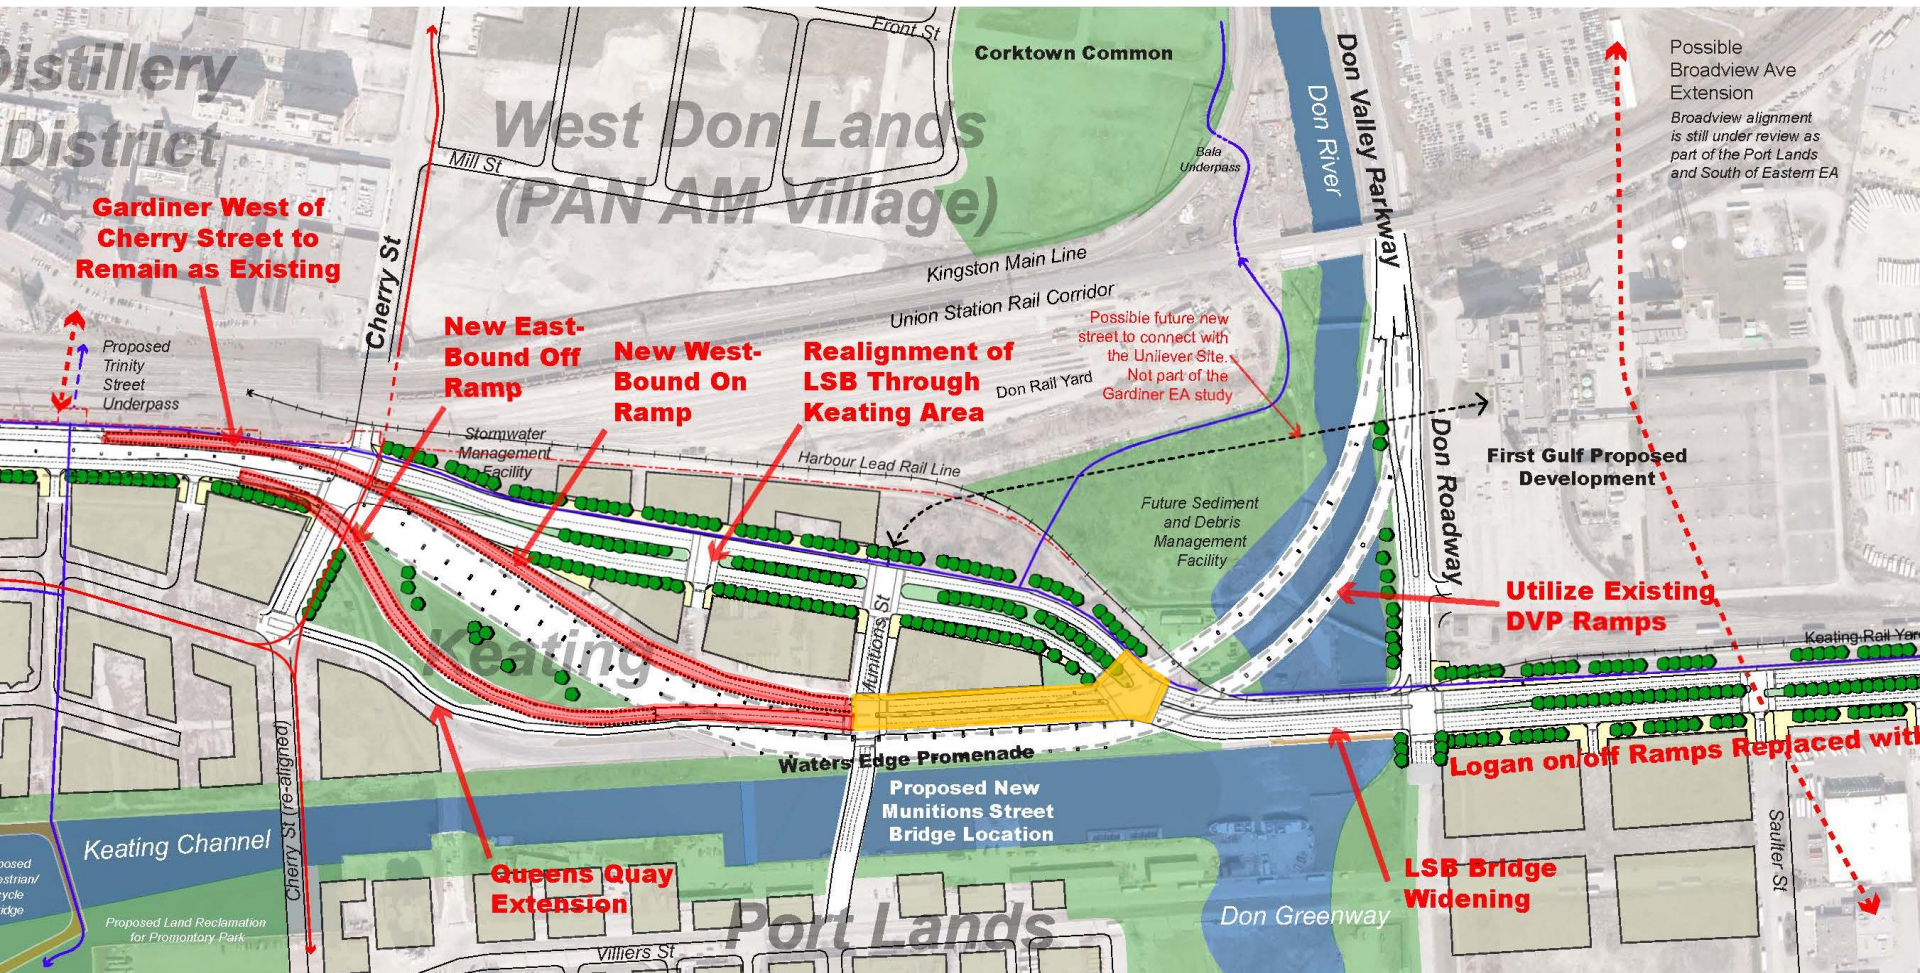 Distillery
District
Front St
Corktown Common
West Don Lands
(PAN AM Village)
Mill St
Don River
Don Valley Parkway
Possible
Broadview Ave
Extension
Broadview alignment
is still under review as
part of the Port Lands
and South of Eastern EA
Bala
Underpass
Gardiner West of
Cherry Street to
Remain as Existing
Cherry St
Kingston Main Line
Union Station Rail Corridor
Don Rail Yard
Possible future new
street to connect with
the Unilever Site.
Not part of the
Gardiner EA study
Proposed
Trinity
Street
Underpass
New East-
Bound Off
Ramp
New West-
Bound On
Ramp
Realignment of
LSB Through
Keating Area
Stormwater
Management
Facility
Harbour Lead Rail Line
Don Roadway
First Gulf Proposed
Development
Future Sediment
and Debris
Management
Facility
Utilize Existing
DVP Ramps
Keating Rail Yard
Keating
Munitions St
Waters Edge Promenade
Logan on/off Ramps Replaced with
Proposed New
Munitions Street
Bridge Location
Keating Channel
Cherry St (re-aligned)
Queens Quay
Extension
LSB Bridge
Widening
Saulter St
Don Greenway
Port Lands
Villiers St
Proposed Land Reclamation
for Promontory Park